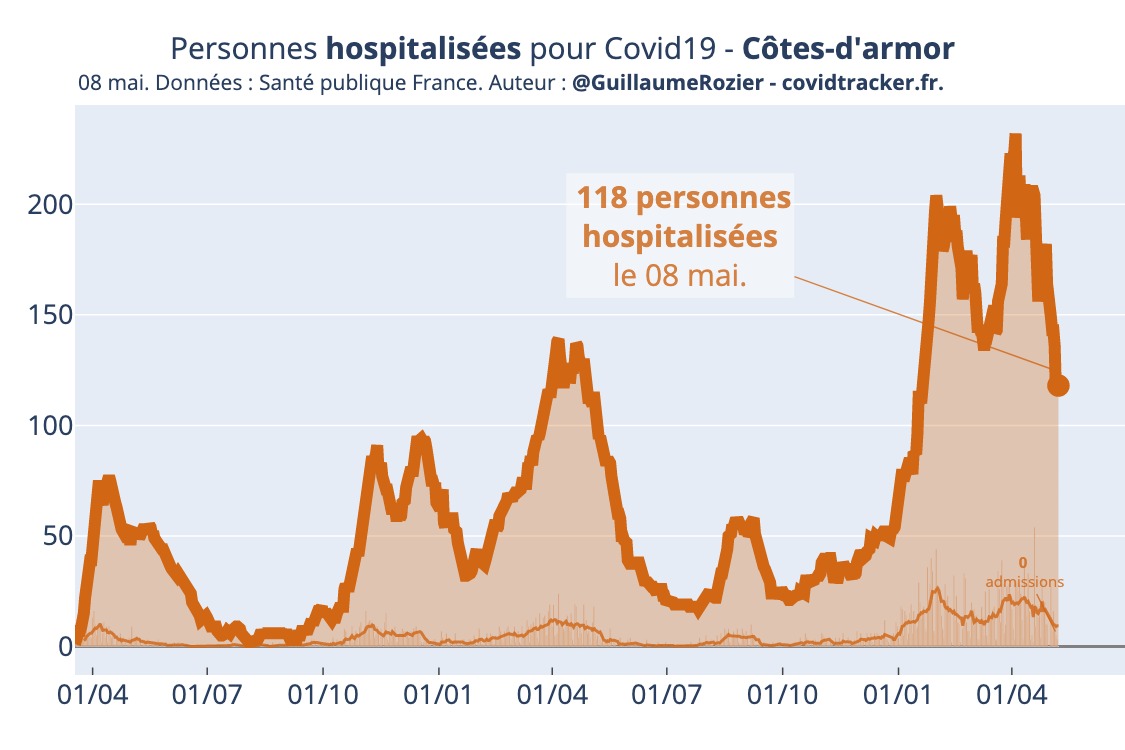 Personnes hospitalisées pour Covid19 - Côtes-d'armor
08 mai. Données : Santé publique France. Auteur : @GuillaumeRozier - covidtracker.fr.
118 personnes
hospitalisées
le 08 mai.
200
150
100
50
0
0
admissions
01/04 01/07 01/10 01/01 01/04 01/07 01/10 01/01 01/04